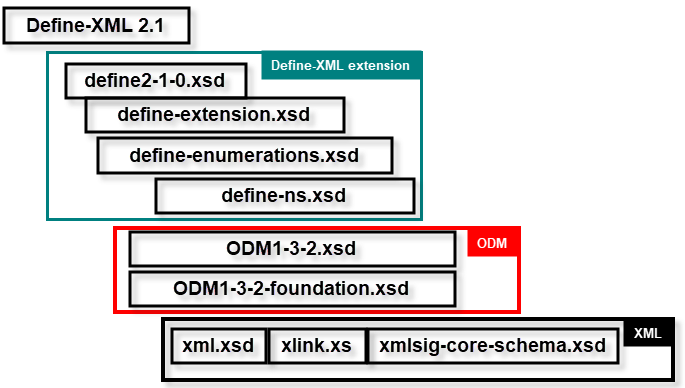 Define-XML 2.1
Define-XML extension
define2-1-0.xsd
define-extension.xsd
define-enumerations.xsd
define-ns.xsd
ODM
ODM1-3-2.xsd
ODM1-3-2-foundation.xsd
XML
xml.xsd xlink.xs xmlsig-core-schema.xsd